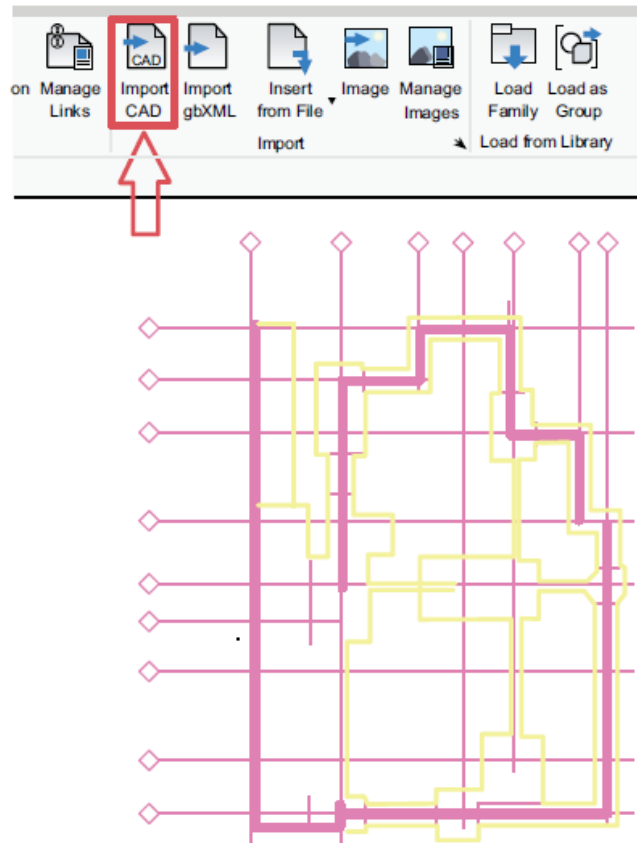 CAD
on Manage Import Import Insert Image Manage Load Load as
Links CAD gbXML from File Images Family Group
Import Load from Library